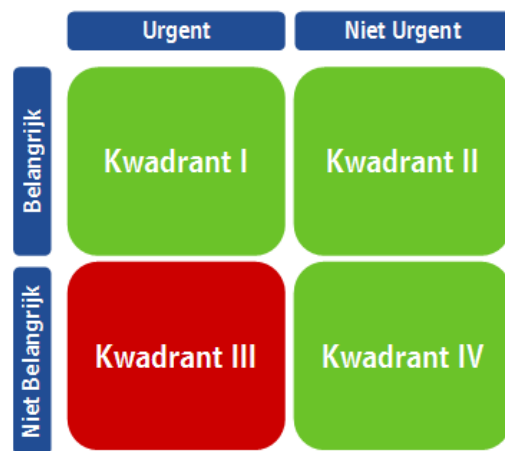 Urgent
Niet Urgent
Belangrijk
Kwadrant I
Kwadrant II
Niet Belangrijk
Kwadrant III
Kwadrant IV